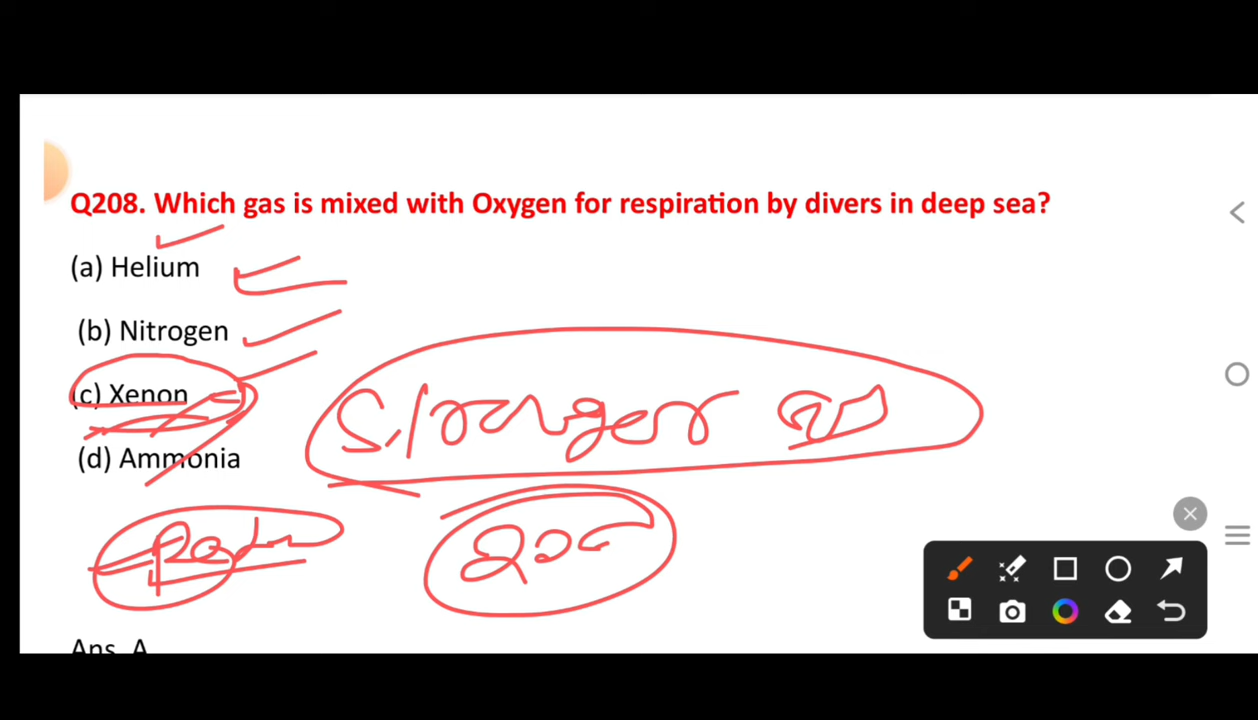 Q208. Which gas is mixed with Oxygen for respiration by divers in deep sea?
(a) Helium
(b) Nitrogen
(c) Xenon
(d) Ammonia
Stranger
Ans. A